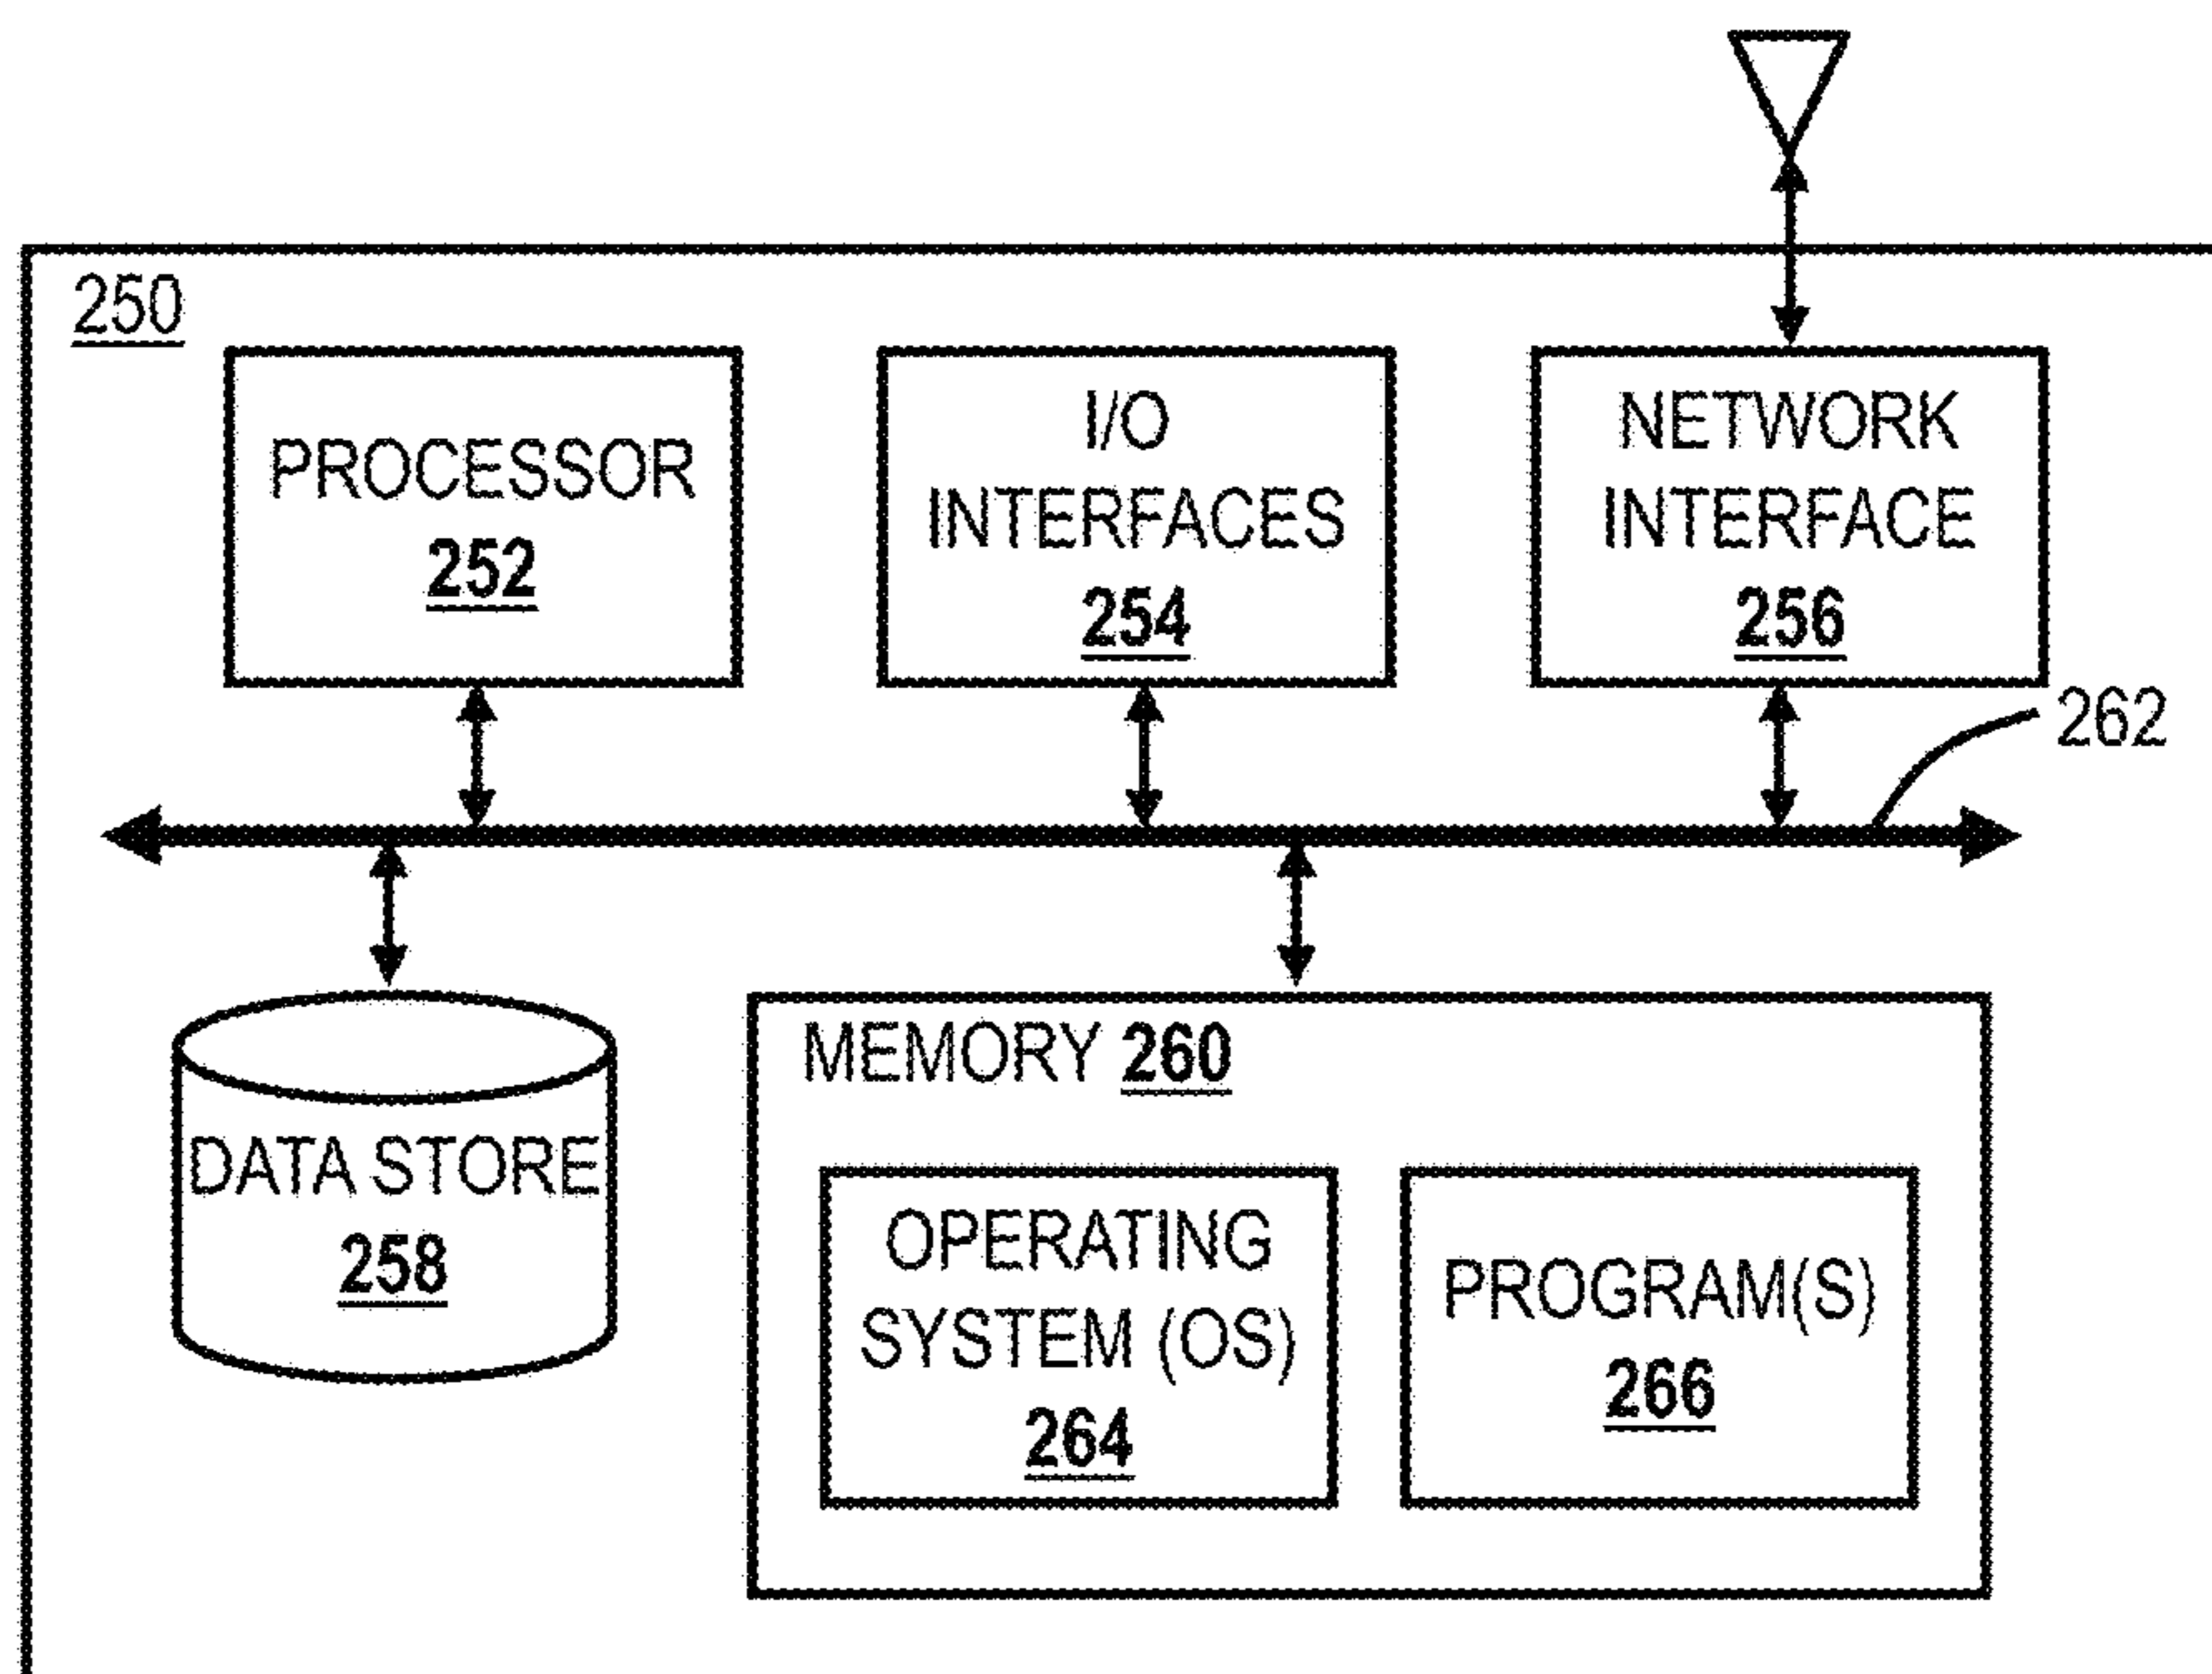 250
PROCESSOR
252
I/O
INTERFACES
254
NETWORK
INTERFACE
256
262
DATA STORE
258
MEMORY 260
OPERATING
SYSTEM (OS)
264
PROGRAM(S)
266